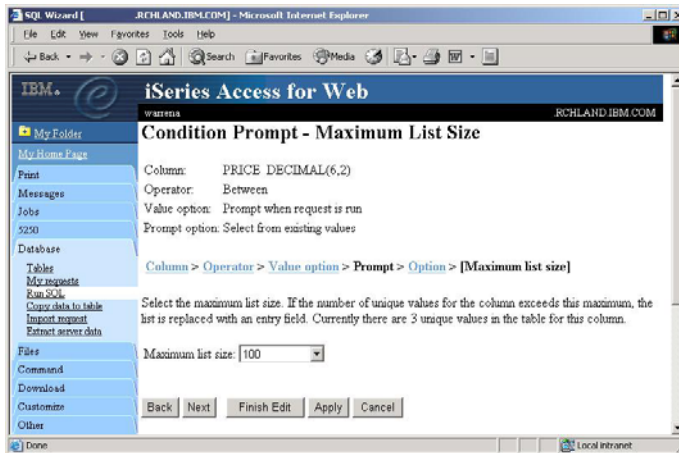 SQL Wizard [ .RCHLAND.IBM.COM] - Microsoft Internet Explorer
File Edit View Favorites Tools Help
Back Search Favorites Media
IBM. iSeries Access for Web
warrena .RCHLAND.IBM.COM
My Folder
My Home Page
Print
Messages
Jobs
5250
Database
Tables
My requests
Run SQL
Copy data to table
Import request
Extract server data
Files
Command
Download
Customize
Other
Condition Prompt - Maximum List Size
Column: PRICE DECIMAL(6,2)
Operator: Between
Value option: Prompt when request is run
Prompt option: Select from existing values
Column > Operator > Value option > Prompt > Option > [Maximum list size]
Select the maximum list size. If the number of unique values for the column exceeds this maximum, the
list is replaced with an entry field. Currently there are 3 unique values in the table for this column.
Maximum list size: 100
Back Next Finish Edit Apply Cancel
Done Local intranet